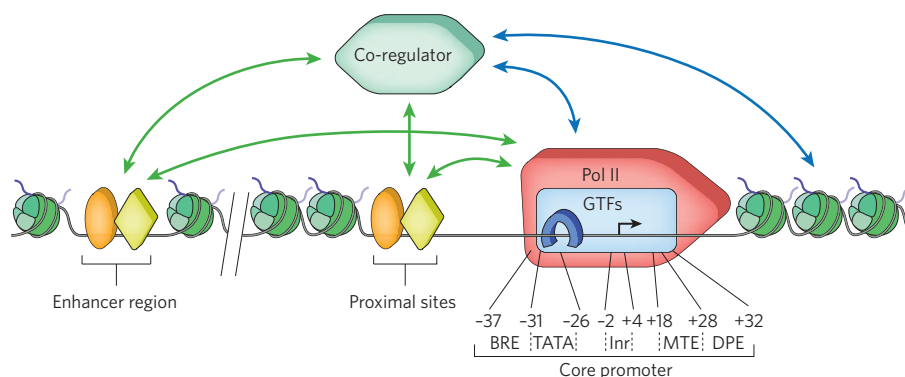 Co-regulator
Pol II
GTFs
Enhancer region
Proximal sites
–37 –31 –26 –2 +4 +18 +28 +32
BRE TATA Inr MTE DPE
Core promoter